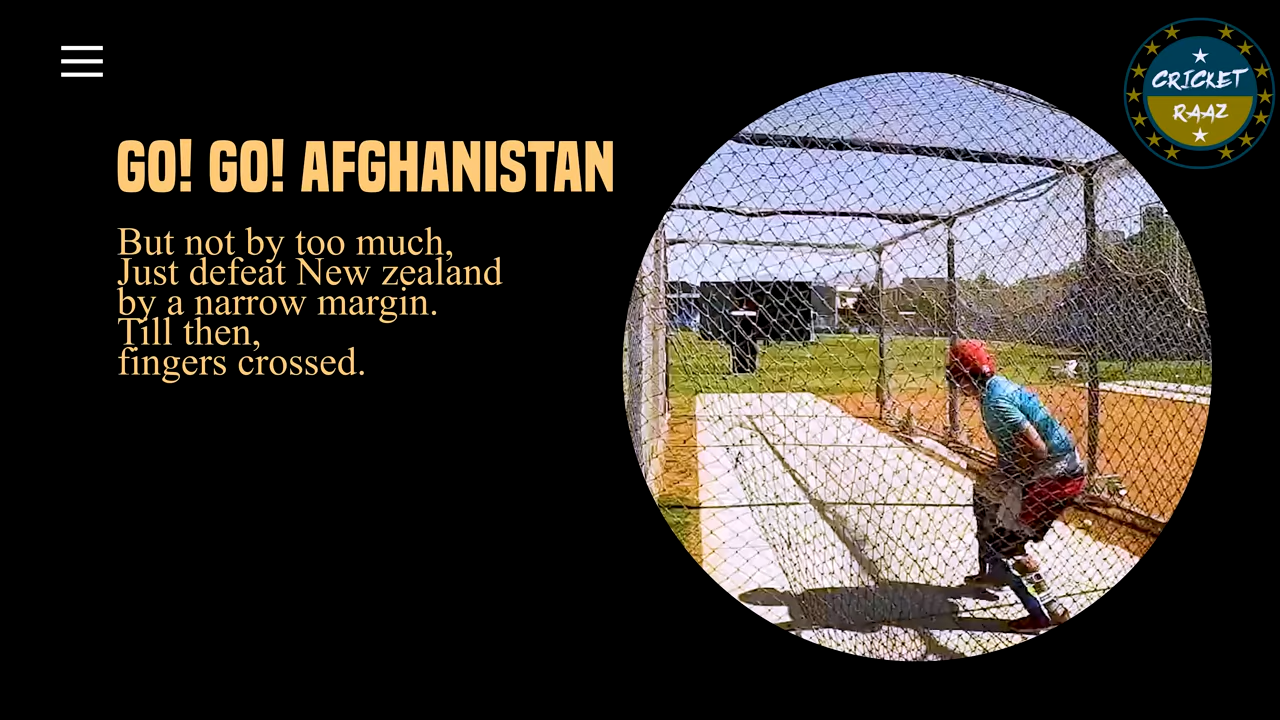 CRICKET
RAAZ
GO! GO! AFGHANISTAN
But not by too much,
Just defeat New zealand
by a narrow margin.
Till then,
fingers crossed.